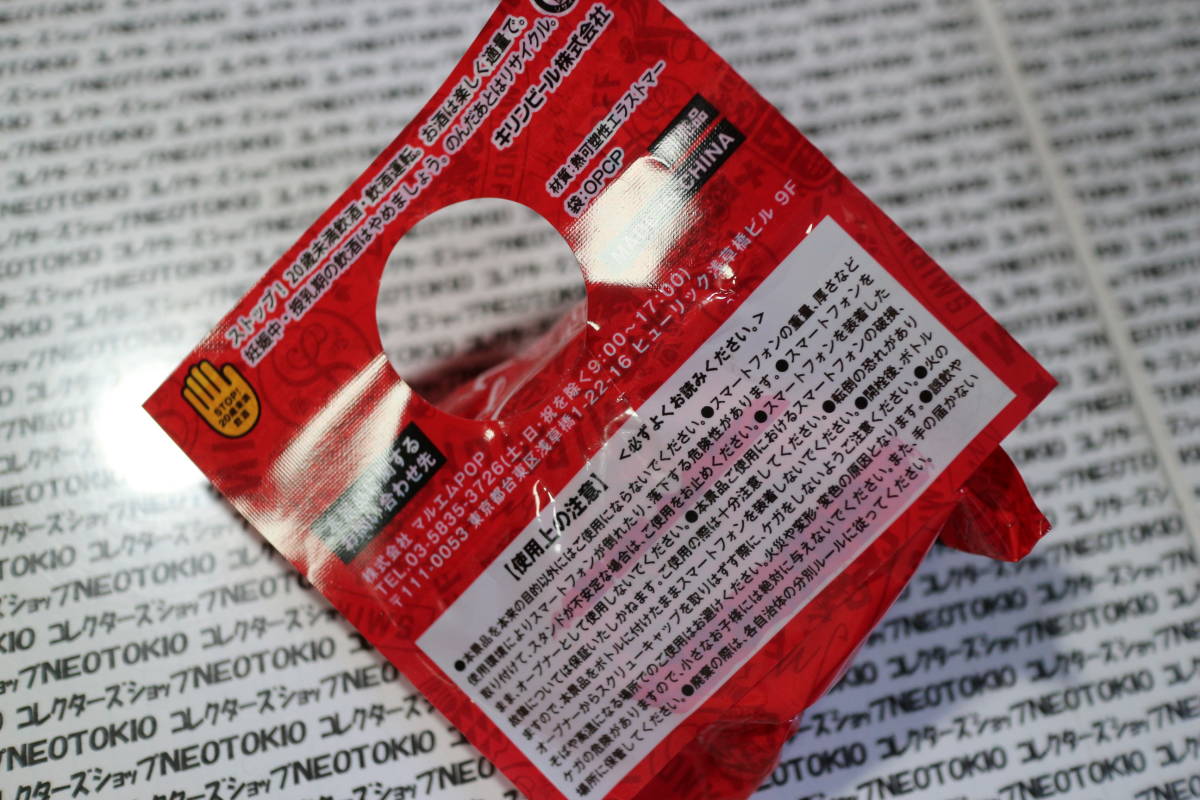 ストップ!20歳未満飲酒・飲酒運転。お酒は楽しく適量で。
妊娠中・授乳期の飲酒はやめましょう。のんだあとはリサイクル。
キリンビール株式会社
STOP!
20歳未満
飲酒
材質:熱可塑性エラストマー
袋:OPCP
品
CHINA
する
合わせ先
株式会社 マルエムPOP
TEL.03-5835-3726(土・日・祝を除く9:00~17:00)
〒111-0053 東京都台東区浅草橋1-22-16 ヒューリック浅草橋ビル 9F
【使用上の注意】 <必ずよくお読みください。>
●本景品を本来の目的以外にはご使用にならないでください。●スマートフォンの重量、厚さなど
使用環境によりスマートフォンが倒れたり、落下する危険性があります。●スマートフォンを
取り付けて、スタンドが不安定な場合は、ご使用をお止めください。●スマートフォンを装着した
まま、オープナーとして使用しないでください。●本景品ご使用におけるスマートフォンの破損、
故障については保証いたしかねます。ご使用の際は十分注意してください。●転倒の恐れがあり
ますので、本景品をボトルに付けたままスマートフォンを装着しないでください。●開栓後、ボトル
オープナーからスクリューキャップを取りはずす際に、ケガをしないようご注意ください。●火の
そばや高温になる場所でのご使用はお避けください。火災や変形・変色の原因となります。●誤飲や
ケガの危険がありますので、小さなお子様には絶対に与えないでください。また、手の届かない
場所に保管してください。●廃棄の際は、各自治体の分別ルールに従ってください。
コレクターズショップNEOTOKIO